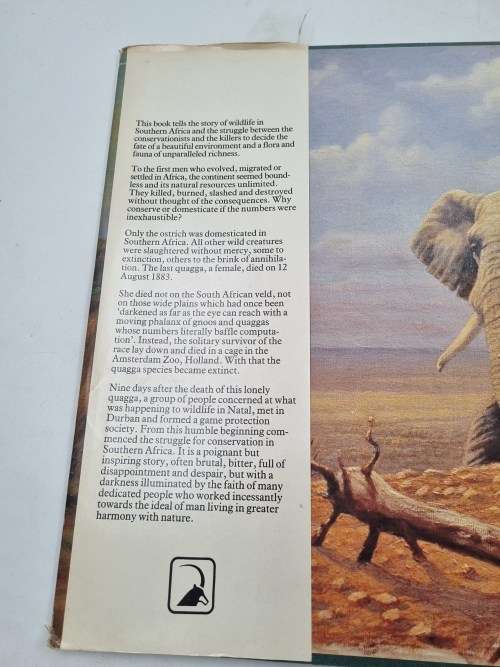 This book tells the story of wildlife in
Southern Africa and the struggle between the
conservationists and the killers to decide the
fate of a beautiful environment and a flora and
fauna of unparalleled richness.
To the first men who evolved, migrated or
settled in Africa, the continent seemed bound-
less and its natural resources unlimited.
They killed, burned, slashed and destroyed
without thought of the consequences. Why
conserve or domesticate if the numbers were
inexhaustible?
Only the ostrich was domesticated in
Southern Africa. All other wild creatures
were slaughtered without mercy, some to
extinction, others to the brink of annihila-
tion. The last quagga, a female, died on 12
August 1883.
She died not on the South African veld, not
on those wide plains which had once been
'darkened as far as the eye can reach with a
moving phalanx of gnoos and quaggas
whose numbers literally baffle computa-
tion'. Instead, the solitary survivor of the
race lay down and died in a cage in the
Amsterdam Zoo, Holland. With that the
quagga species became extinct.
Nine days after the death of this lonely
quagga, a group of people concerned at what
was happening to wildlife in Natal, met in
Durban and formed a game protection
society. From this humble beginning com-
menced the struggle for conservation in
Southern Africa. It is a poignant but
inspiring story, often brutal, bitter, full of
disappointment and despair, but with a
darkness illuminated by the faith of many
dedicated people who worked incessantly
towards the ideal of man living in greater
harmony with nature.